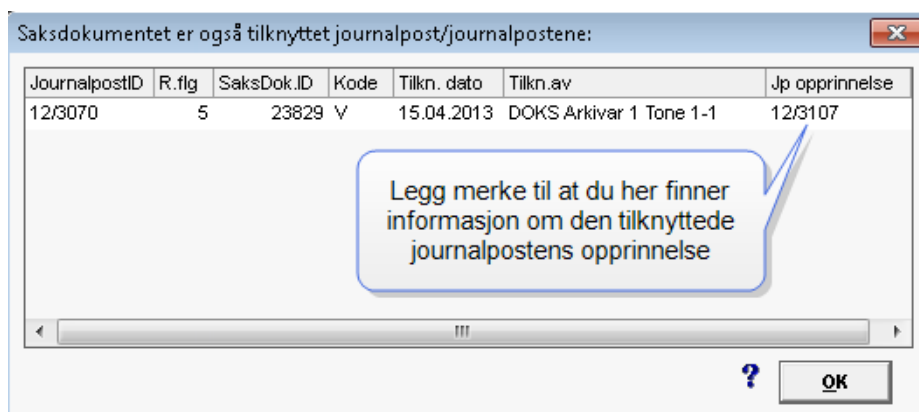 Saksdokumentet er også tilknyttet journalpost/journalpostene:
JournalpostID R.flg SaksDok.ID Kode Tilkn. dato Tilkn.av Jp opprinnelse
12/3070 5 23829 V 15.04.2013 DOKS Arkivar 1 Tone 1-1 12/3107
Legg merke til at du her finner
informasjon om den tilknyttede
journalpostens opprinnelse
? OK